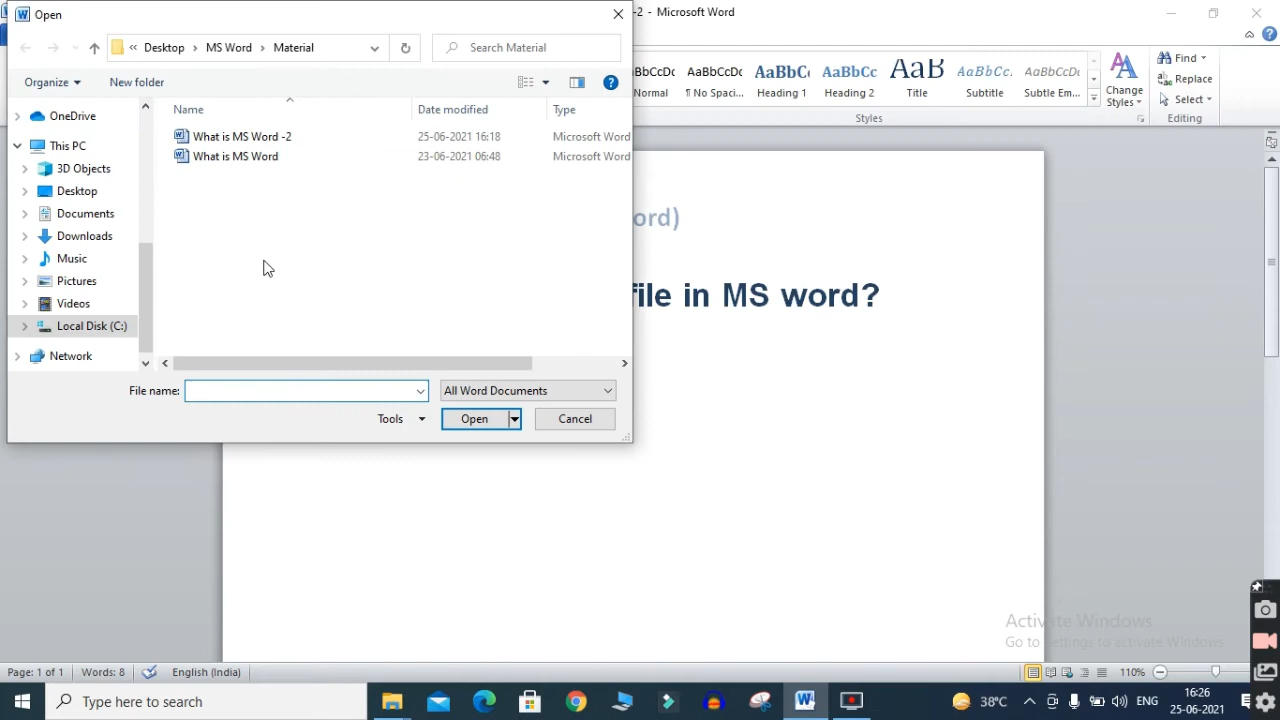 Open
-2 - Microsoft Word
Desktop
MS Word
Material
Search Material
Organize
New folder
Name
Date modified
Type
What is MS Word -2
25-06-2021 16:18
Microsoft Word
What is MS Word
23-06-2021 06:48
Microsoft Word
OneDrive
This PC
3D Objects
Desktop
Documents
Downloads
Music
Pictures
Videos
Local Disk (C:)
Network
File name:
All Word Documents
Tools
Open
Cancel
AaBbCcDc
AaBbCcDc
AaBbCc
AaBbCc
AaB
AaBbCc.
AaBbCcDc
Normal
¶ No Spaci...
Heading 1
Heading 2
Title
Subtitle
Subtle Em...
Change
Styles
Styles
Find
Replace
Select
Editing
ord)
file in MS word?
Activate Windows
Go to Settings to activate Windows.
Page: 1 of 1
Words: 8
English (India)
110%
Type here to search
38°C
ENG
16:26
25-06-2021